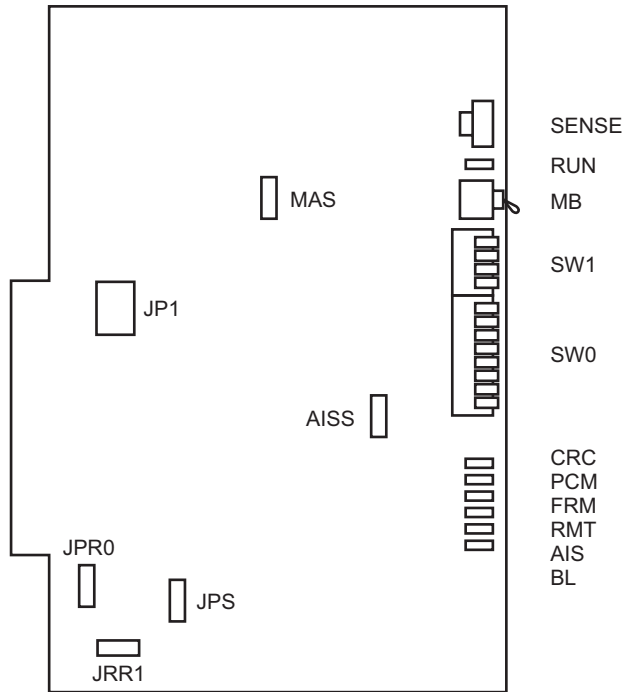 SENSE
RUN
MB
MAS
SW1
JP1
SW0
AISS
CRC
PCM
FRM
RMT
AIS
BL
JPR0
JPS
JRR1